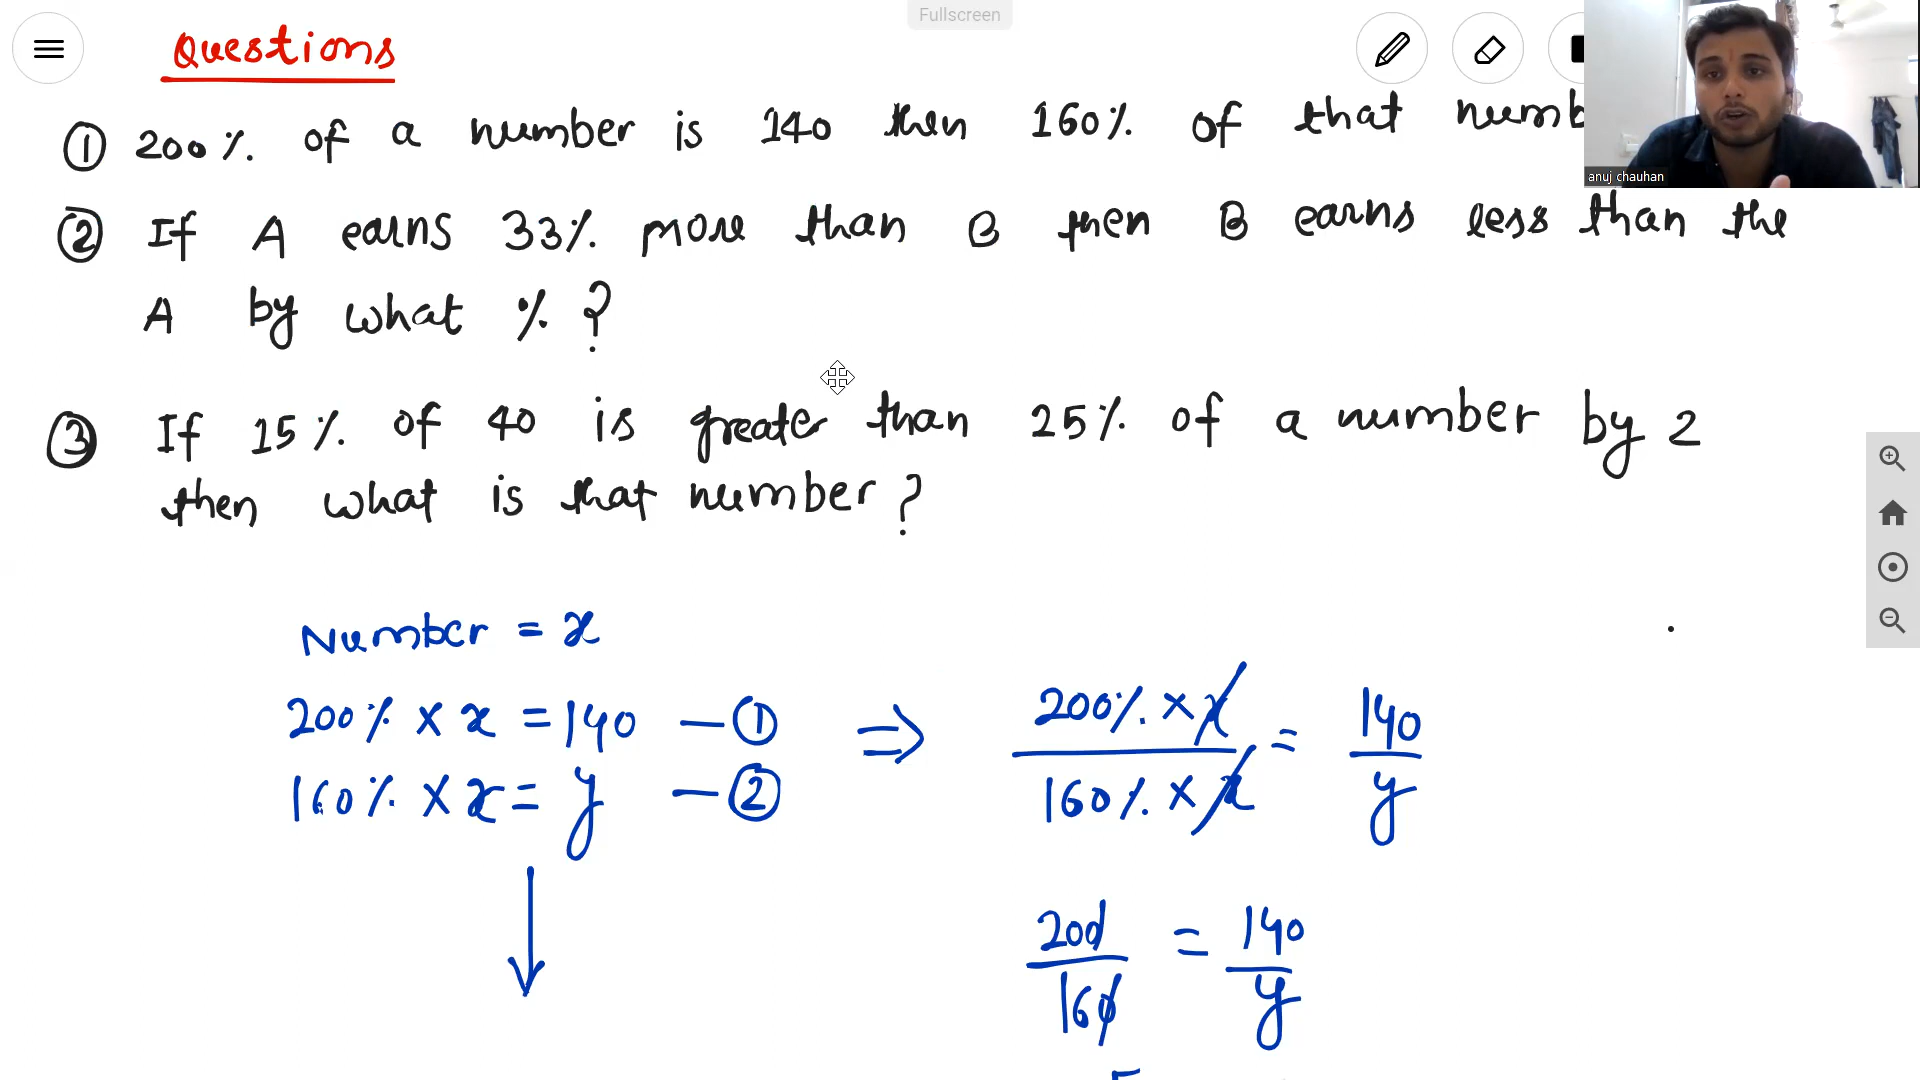 Fullscreen
Questions
① 200% of a number is 140 then 160% of that numb
anuj chauhan
② If A earns 33% more than B then B earns less than the
A by what % ?
③ If 15% of 40 is greater than 25% of a number by 2
then what is that number ?
Number = x
200% × x = 140 — ①
160% × x = y — ②
⇒ 200% × x / 160% × x = 140 / y
200 / 160 = 140 / y